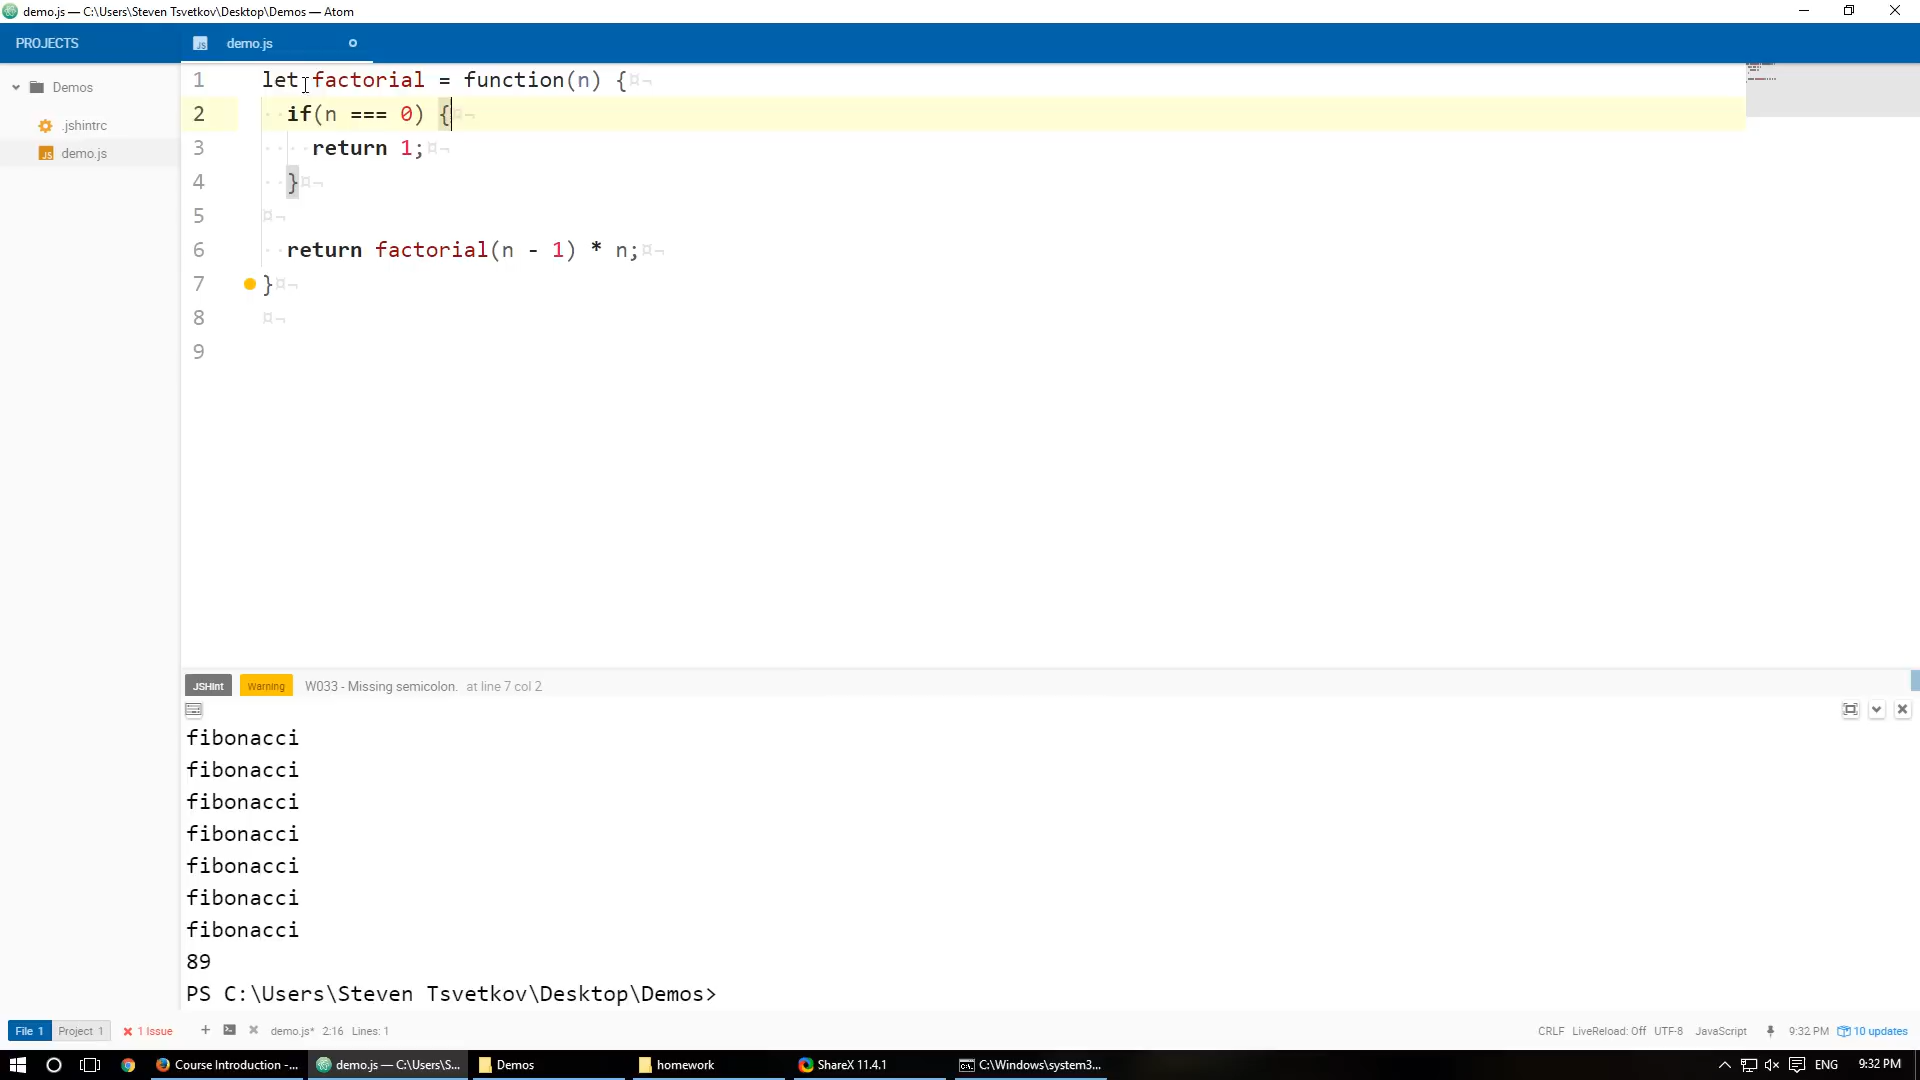 demo.js — C:\Users\Steven Tsvetkov\Desktop\Demos — Atom
PROJECTS
demo.js
Demos
.jshintrc
demo.js
1 let factorial = function(n) {¤¬
2 ··if(n === 0) {¤¬
3 ····return 1;¤¬
4 ··}¤¬
5 ¤¬
6 ··return factorial(n - 1) * n;¤¬
7 }¤¬
8 ¤¬
9
JSHint Warning W033 - Missing semicolon. at line 7 col 2
fibonacci
fibonacci
fibonacci
fibonacci
fibonacci
fibonacci
fibonacci
89
PS C:\Users\Steven Tsvetkov\Desktop\Demos>
File 1 Project 1 1 Issue demo.js* 2:16 Lines: 1 CRLF LiveReload: Off UTF-8 JavaScript 9:32 PM 10 updates
Course Introduction -... demo.js — C:\Users\S... Demos homework ShareX 11.4.1 C:\Windows\system3... ENG 9:32 PM